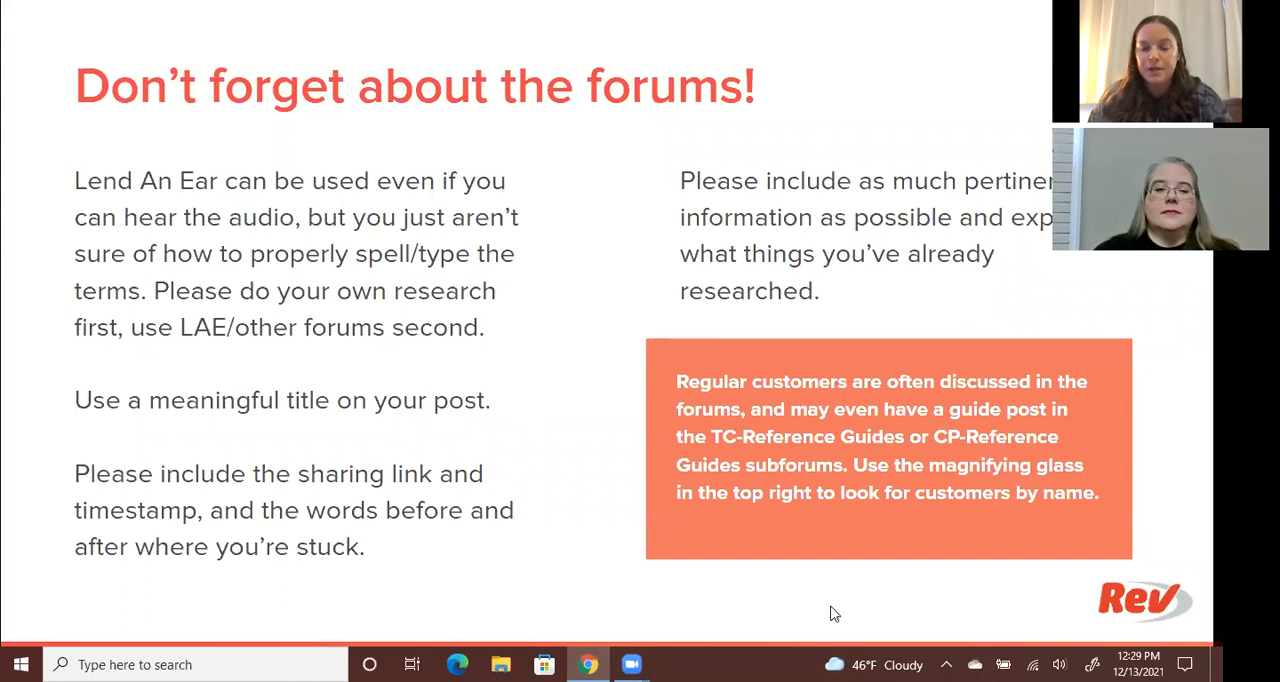 Don't forget about the forums!
Lend An Ear can be used even if you
can hear the audio, but you just aren't
sure of how to properly spell/type the
terms. Please do your own research
first, use LAE/other forums second.
Use a meaningful title on your post.
Please include the sharing link and
timestamp, and the words before and
after where you're stuck.
Please include as much
information as possible and
what things you've already
researched.
Regular customers are often discussed in the
forums, and may even have a guide post in
the TC-Reference Guides or CP-Reference
Guides subforums. Use the magnifying glass
in the top right to look for customers by name.
Rev
Type here to search
46°F Cloudy
12:29 PM
12/13/2021